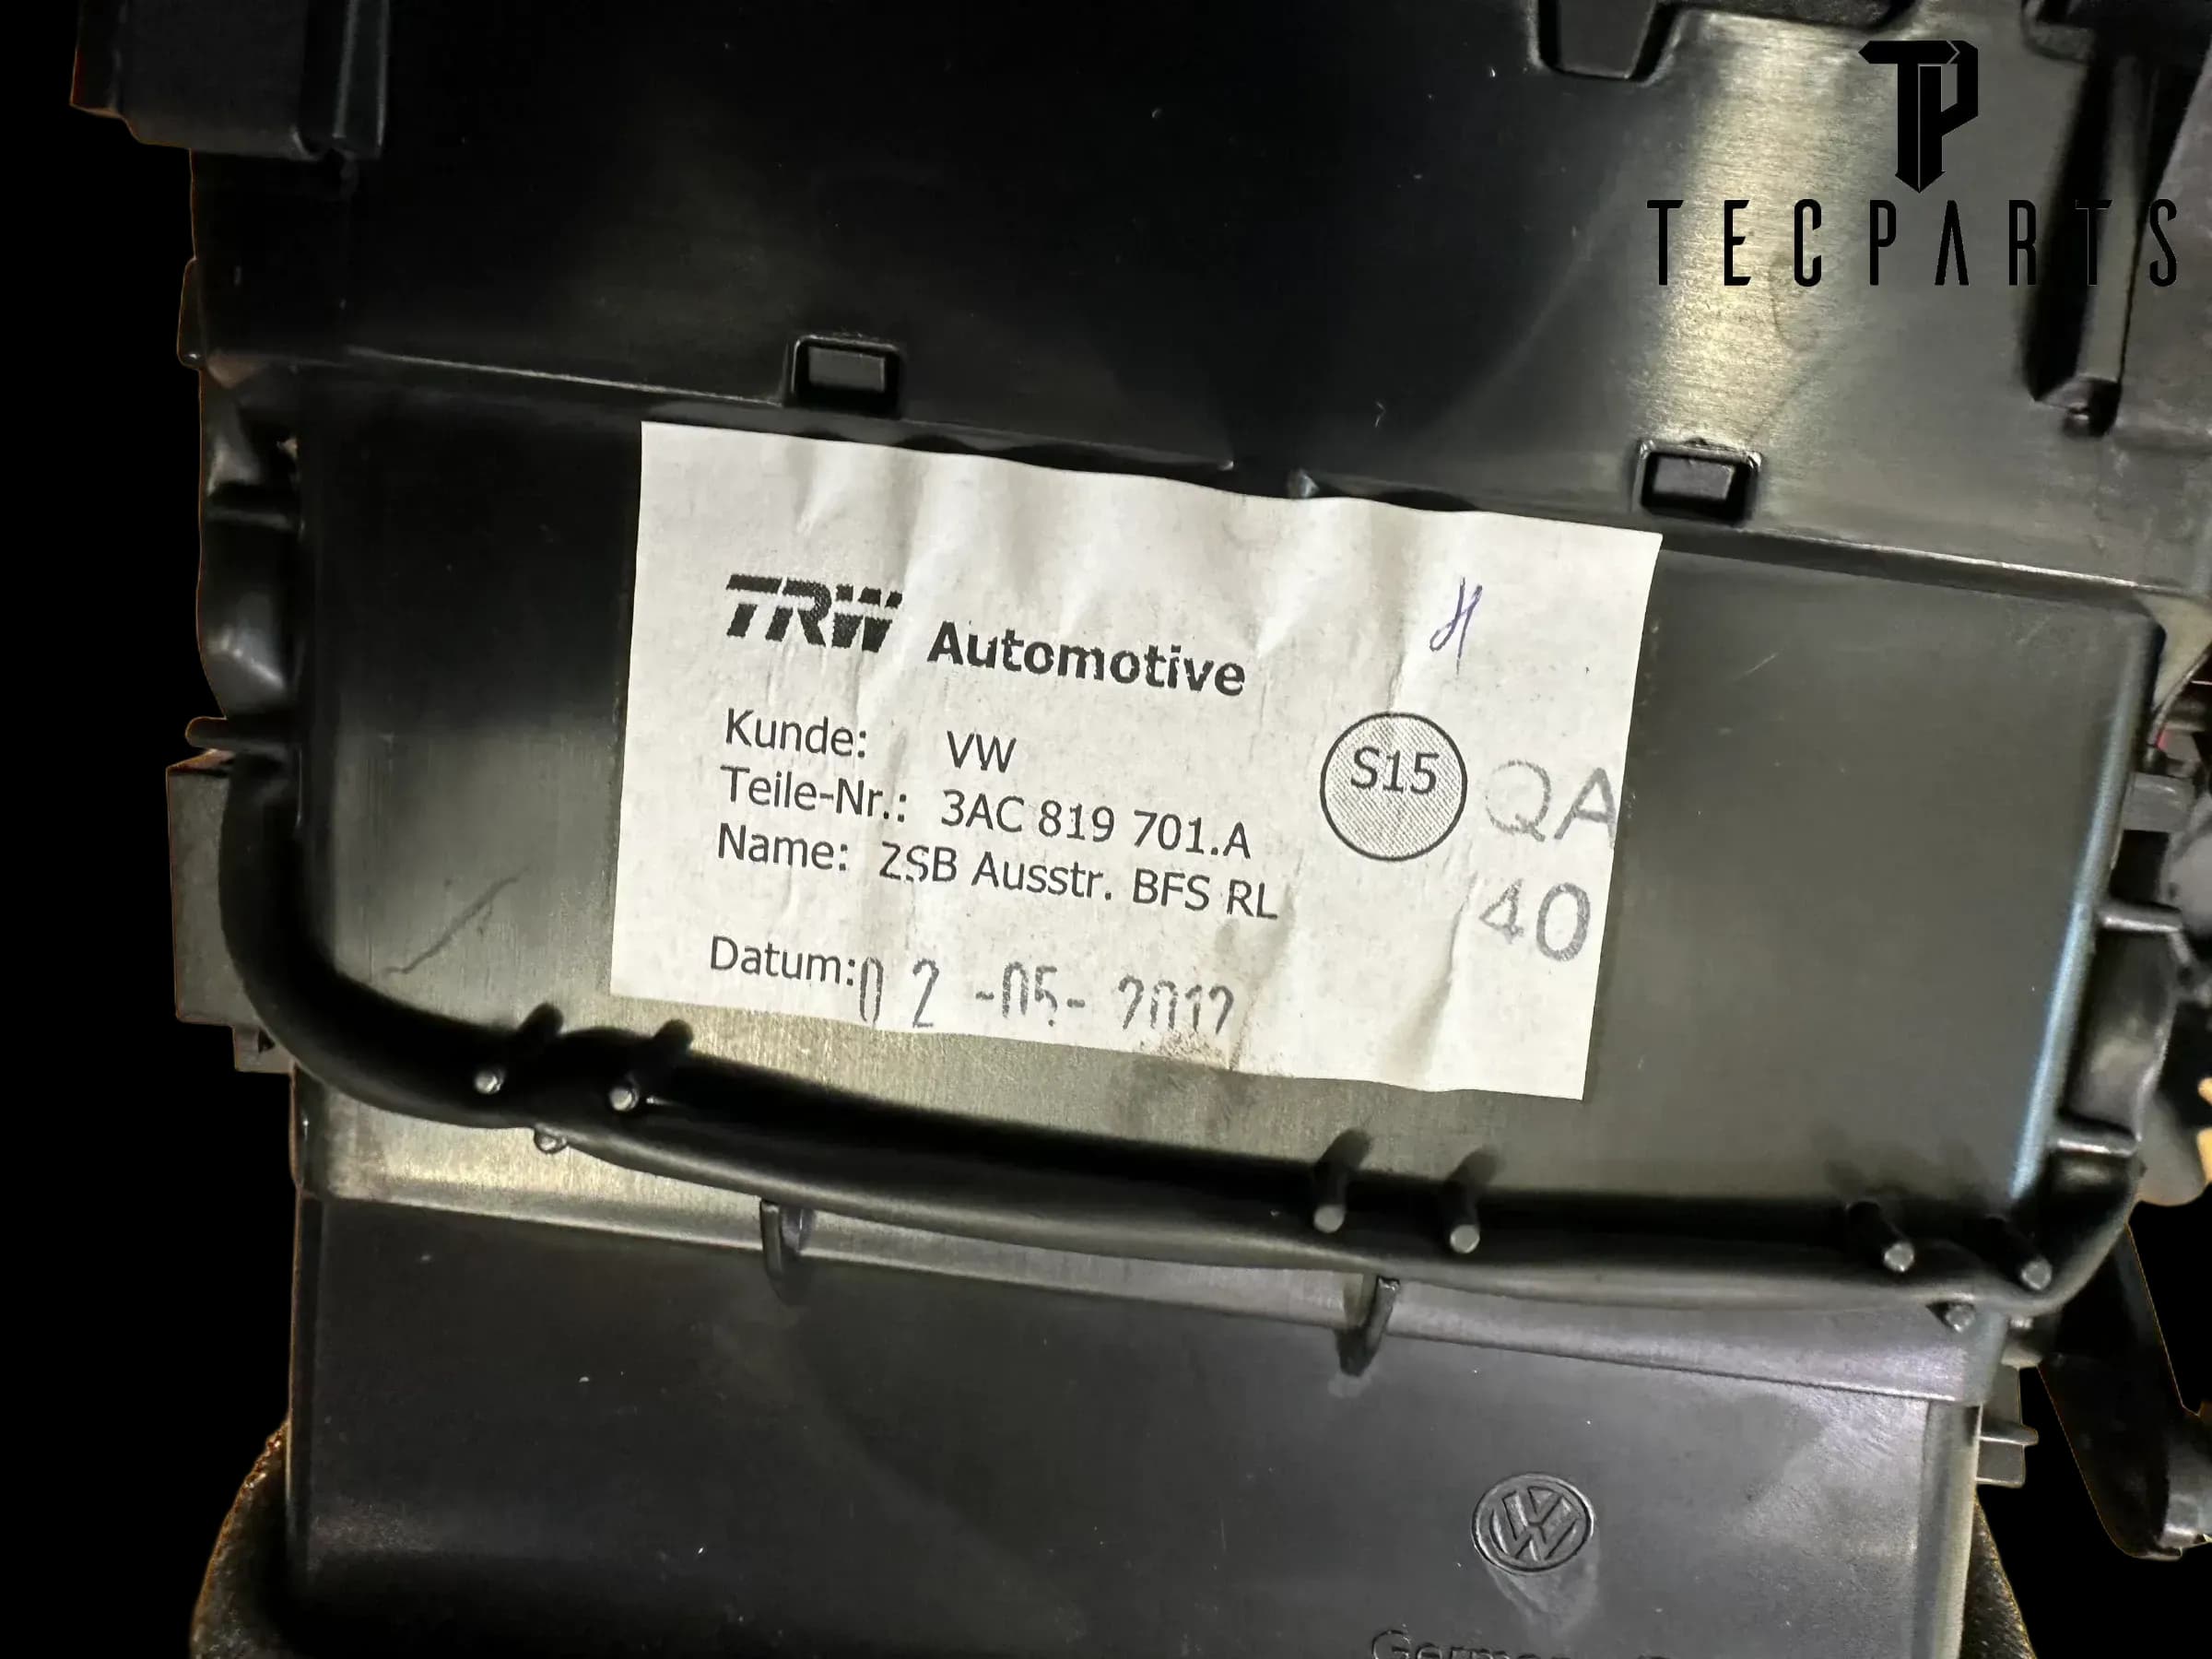 TECPARTS
TRW Automotive
Kunde: VW
Teile-Nr.: 3AC 819 701.A
Name: ZSB Ausstr. BFS RL
Datum: 02-05-2012
S15
QA
40